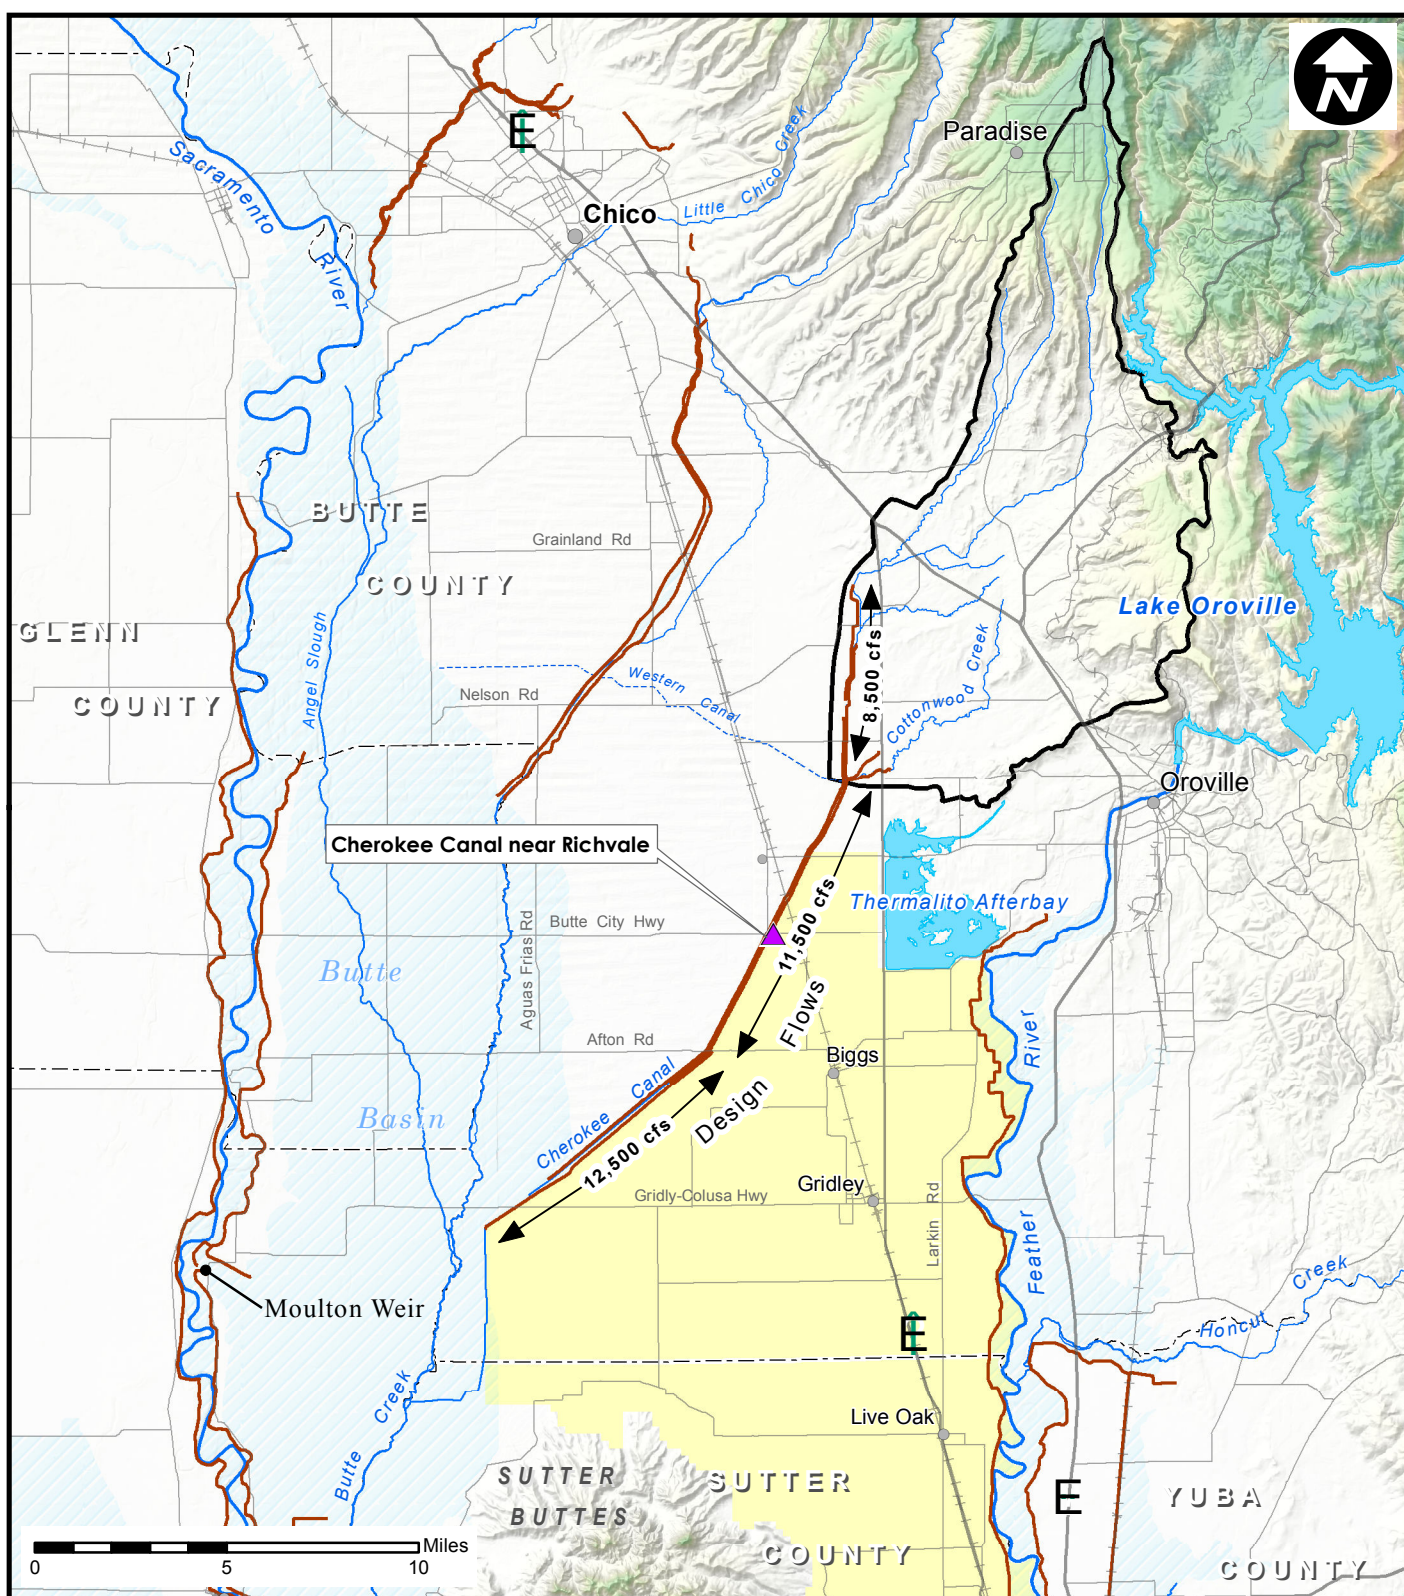 N
Paradise
E
Sacramento
River
Chico
Little Chico Creek
BUTTE
COUNTY
Grainland Rd
GLENN
COUNTY
Angel Slough
Lake Oroville
8,500 cfs
Cottonwood Creek
Western Canal
Nelson Rd
Oroville
Cherokee Canal near Richvale
Thermalito Afterbay
11,500 cfs
Butte City Hwy
Aguas Frias Rd
Butte
Basin
Flows
Design
Afton Rd
Biggs
River
Feather
Cherokee Canal
12,500 cfs
Gridley
Gridly-Colusa Hwy
Larkin Rd
Moulton Weir
Honcut Creek
E
Butte Creek
Live Oak
SUTTER
BUTTES
SUTTER
COUNTY
E
YUBA
COUNTY
Miles
0 5 10